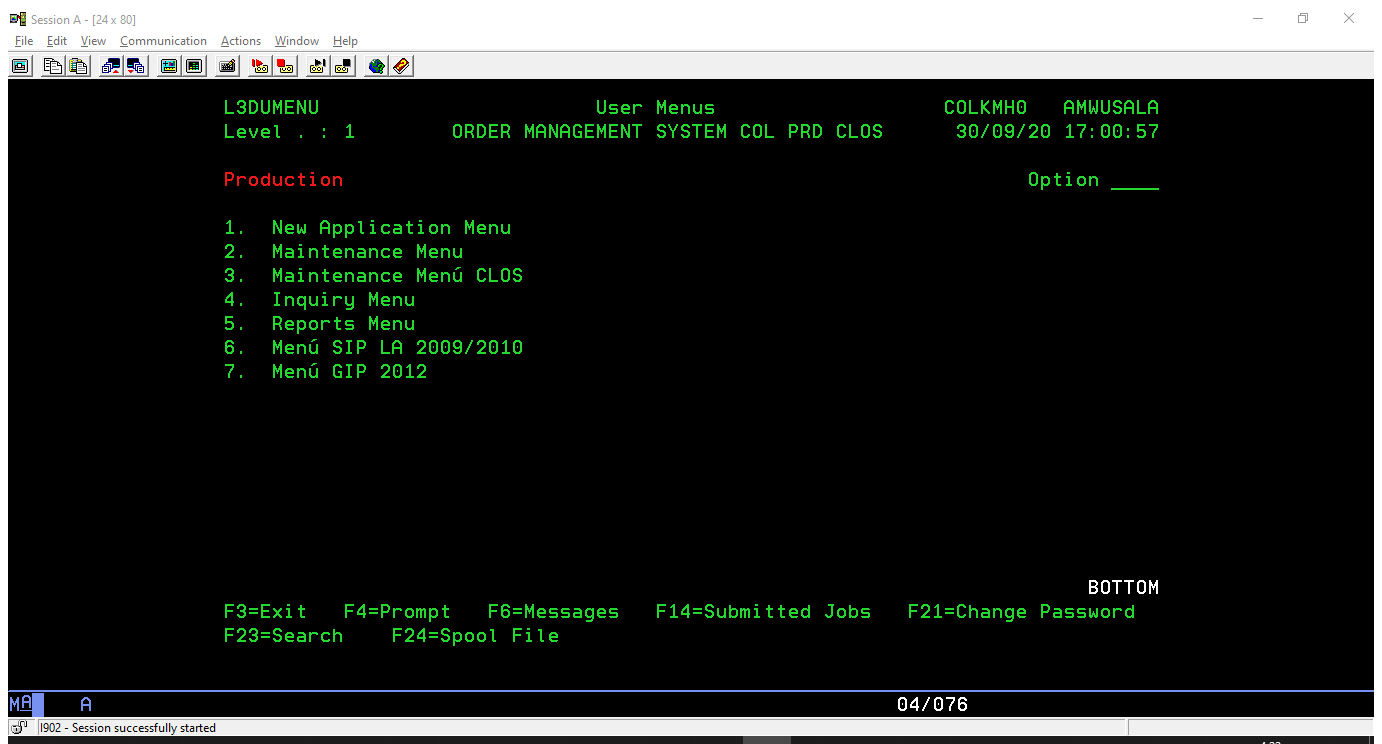 Session A - [24 x 80]
File Edit View Communication Actions Window Help
L3DUMENU User Menus COLKMH0 AMWUSALA
Level . : 1 ORDER MANAGEMENT SYSTEM COL PRD CLOS 30/09/20 17:00:57
Production Option ____
1. New Application Menu
2. Maintenance Menu
3. Maintenance Menú CLOS
4. Inquiry Menu
5. Reports Menu
6. Menú SIP LA 2009/2010
7. Menú GIP 2012
BOTTOM
F3=Exit F4=Prompt F6=Messages F14=Submitted Jobs F21=Change Password
F23=Search F24=Spool File
MA A 04/076
I902 - Session successfully started